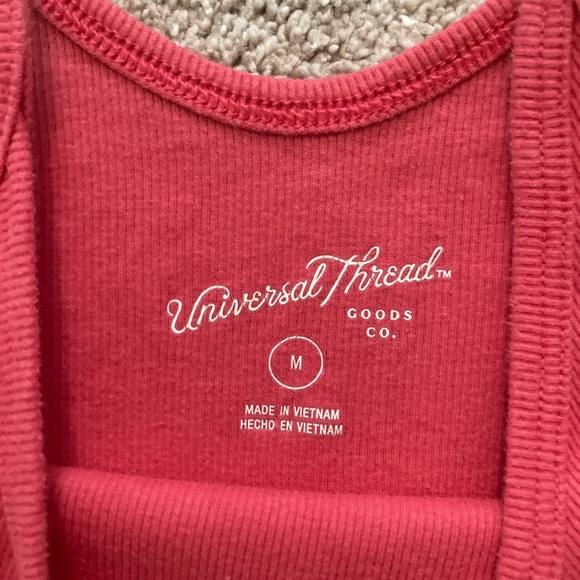 Universal Thread™
GOODS
CO.
M
MADE IN VIETNAM
HECHO EN VIETNAM